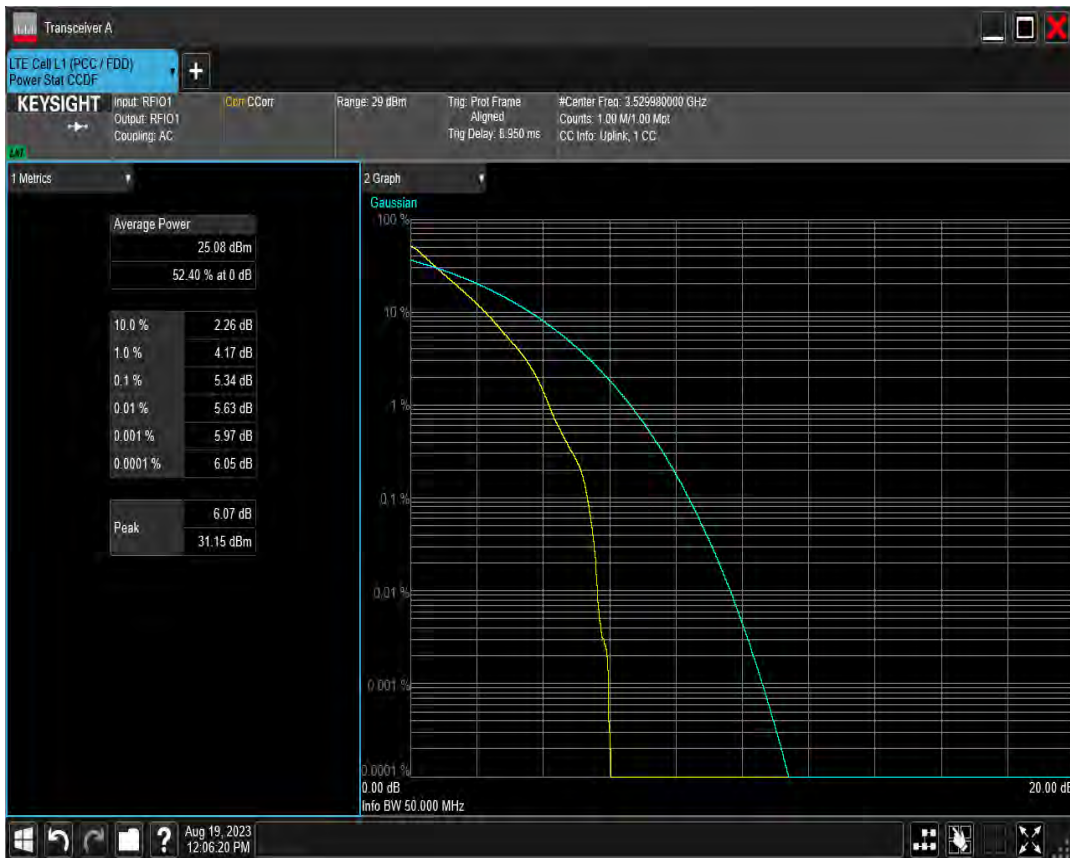 Transceiver A
LTE Cell L1 (PCC / FDD)
Power Stat CCDF
+
KEYSIGHT
Input: RFIO1
Output: RFIO1
Coupling: AC
Corr CCorr
Range: 29 dBm
Trig: Prot Frame
Aligned
Trig Delay: 8.950 ms
#Center Freq: 3.529980000 GHz
Counts: 1.00 M/1.00 Mpt
CC Info: Uplink, 1 CC
1 Metrics
Average Power
25.08 dBm
52.40 % at 0 dB
10.0 % 2.26 dB
1.0 % 4.17 dB
0.1 % 5.34 dB
0.01 % 5.63 dB
0.001 % 5.97 dB
0.0001 % 6.05 dB
Peak
6.07 dB
31.15 dBm
2 Graph
Gaussian
100 %
10 %
1 %
0.1 %
0.01 %
0.001 %
0.0001 %
0.00 dB
20.00 dB
Info BW 50.000 MHz
?
Aug 19, 2023
12:06:20 PM